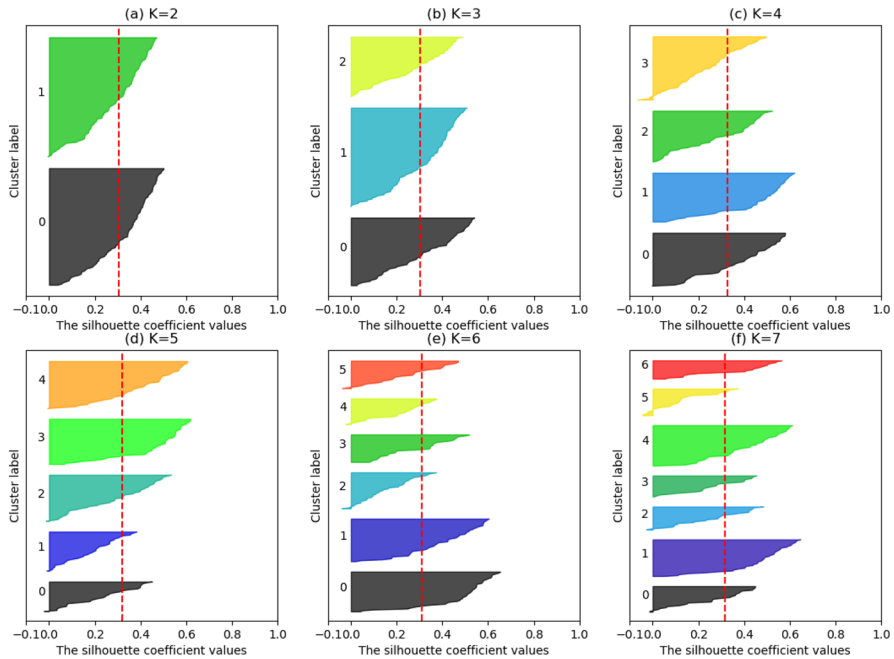 (a) K=2
Cluster label
1
0
−0.10.0 0.2 0.4 0.6 0.8 1.0
The silhouette coefficient values
(b) K=3
Cluster label
2
1
0
−0.10.0 0.2 0.4 0.6 0.8 1.0
The silhouette coefficient values
(c) K=4
Cluster label
3
2
1
0
−0.10.0 0.2 0.4 0.6 0.8 1.0
The silhouette coefficient values
(d) K=5
Cluster label
4
3
2
1
0
−0.10.0 0.2 0.4 0.6 0.8 1.0
The silhouette coefficient values
(e) K=6
Cluster label
5
4
3
2
1
0
−0.10.0 0.2 0.4 0.6 0.8 1.0
The silhouette coefficient values
(f) K=7
Cluster label
6
5
4
3
2
1
0
−0.10.0 0.2 0.4 0.6 0.8 1.0
The silhouette coefficient values